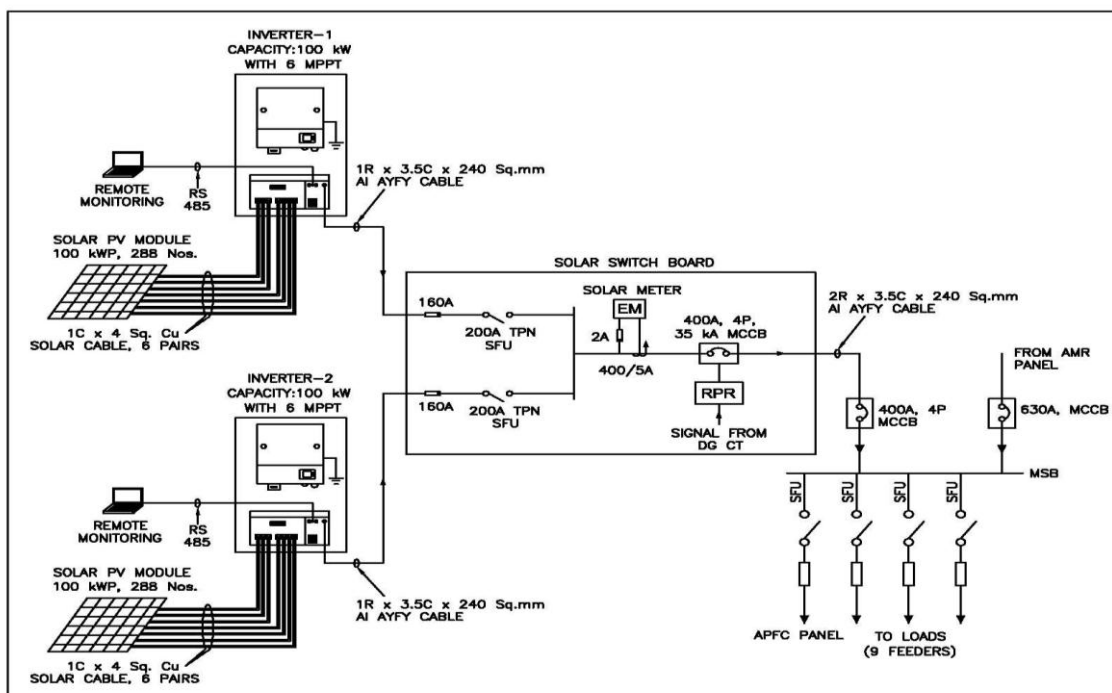 INVERTER-1
CAPACITY:100 kW
WITH 6 MPPT
REMOTE
MONITORING
RS
485
1R x 3.5C x 240 Sq.mm
Al AYFY CABLE
SOLAR PV MODULE
100 kWP, 288 Nos.
1C x 4 Sq. Cu
SOLAR CABLE, 6 PAIRS
SOLAR SWITCH BOARD
SOLAR METER
EM
160A
200A TPN
SFU
2A
400/5A
400A, 4P,
35 kA MCCB
RPR
SIGNAL FROM
DG CT
160A
200A TPN
SFU
2R x 3.5C x 240 Sq.mm
Al AYFY CABLE
FROM AMR
PANEL
400A, 4P
MCCB
630A, MCCB
MSB
SFU
SFU
SFU
SFU
APFC PANEL
TO LOADS
(9 FEEDERS)
INVERTER-2
CAPACITY:100 kW
WITH 6 MPPT
REMOTE
MONITORING
RS
485
SOLAR PV MODULE
100 kWP, 288 Nos.
1R x 3.5C x 240 Sq.mm
Al AYFY CABLE
1C x 4 Sq. Cu
SOLAR CABLE, 6 PAIRS